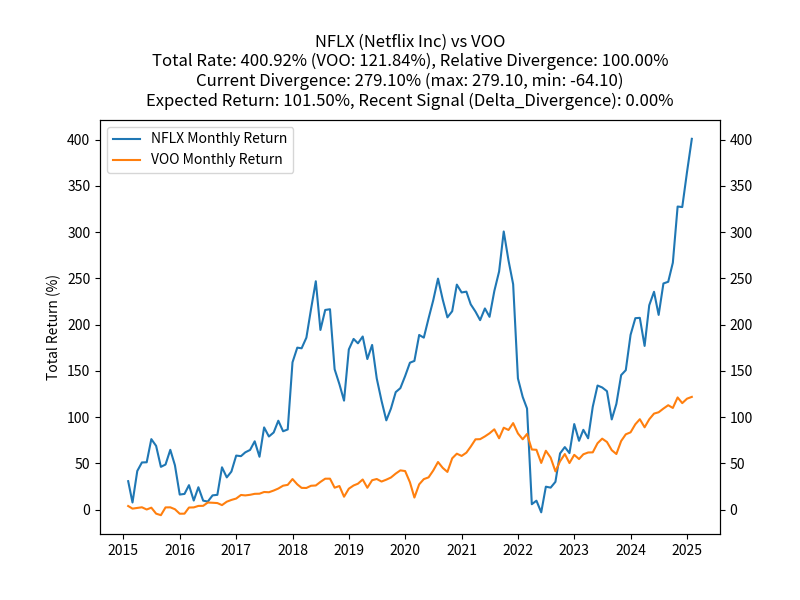 NFLX (Netflix Inc) vs VOO
Total Rate: 400.92% (VOO: 121.84%), Relative Divergence: 100.00%
Current Divergence: 279.10% (max: 279.10, min: -64.10)
Expected Return: 101.50%, Recent Signal (Delta_Divergence): 0.00%
NFLX Monthly Return
VOO Monthly Return
Total Return (%)
400
350
300
250
200
150
100
50
0
400
350
300
250
200
150
100
50
0
2015 2016 2017 2018 2019 2020 2021 2022 2023 2024 2025